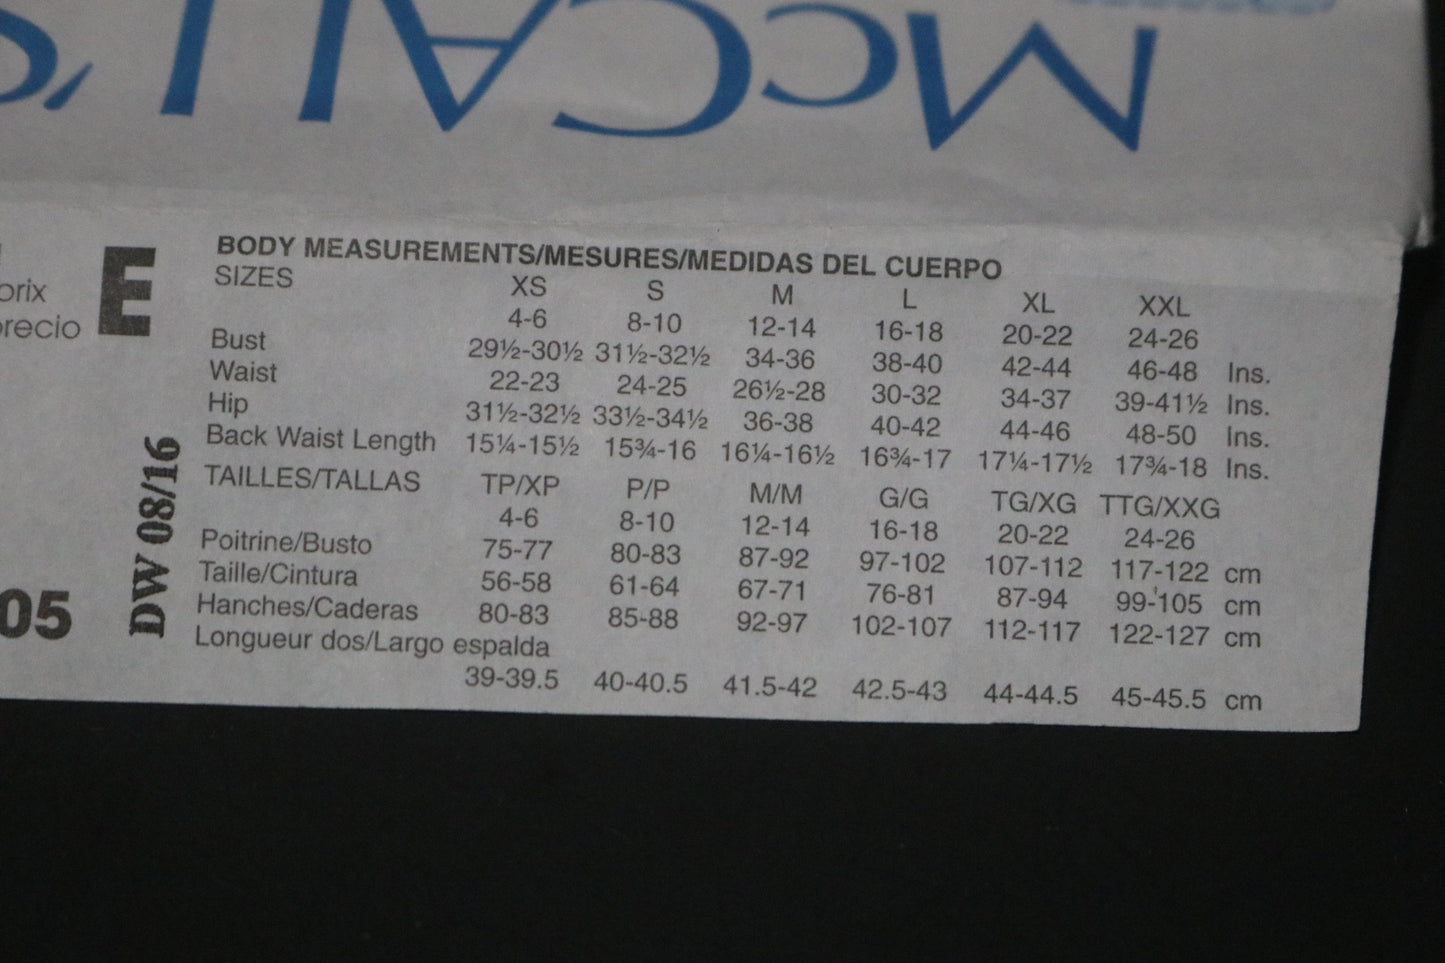 McCALL'S
BODY MEASUREMENTS/MESURES/MEDIDAS DEL CUERPO
SIZES XS S M L XL XXL
4-6 8-10 12-14 16-18 20-22 24-26
Bust 29½-30½ 31½-32½ 34-36 38-40 42-44 46-48 Ins.
Waist 22-23 24-25 26½-28 30-32 34-37 39-41½ Ins.
Hip 31½-32½ 33½-34½ 36-38 40-42 44-46 48-50 Ins.
Back Waist Length 15¼-15½ 15¾-16 16¼-16½ 16¾-17 17¼-17½ 17¾-18 Ins.
TAILLES/TALLAS TP/XP P/P M/M G/G TG/XG TTG/XXG
4-6 8-10 12-14 16-18 20-22 24-26
Poitrine/Busto 75-77 80-83 87-92 97-102 107-112 117-122 cm
Taille/Cintura 56-58 61-64 67-71 76-81 87-94 99-105 cm
Hanches/Caderas 80-83 85-88 92-97 102-107 112-117 122-127 cm
Longueur dos/Largo espalda
39-39.5 40-40.5 41.5-42 42.5-43 44-44.5 45-45.5 cm
prix
precio
E
DW 08/16
05